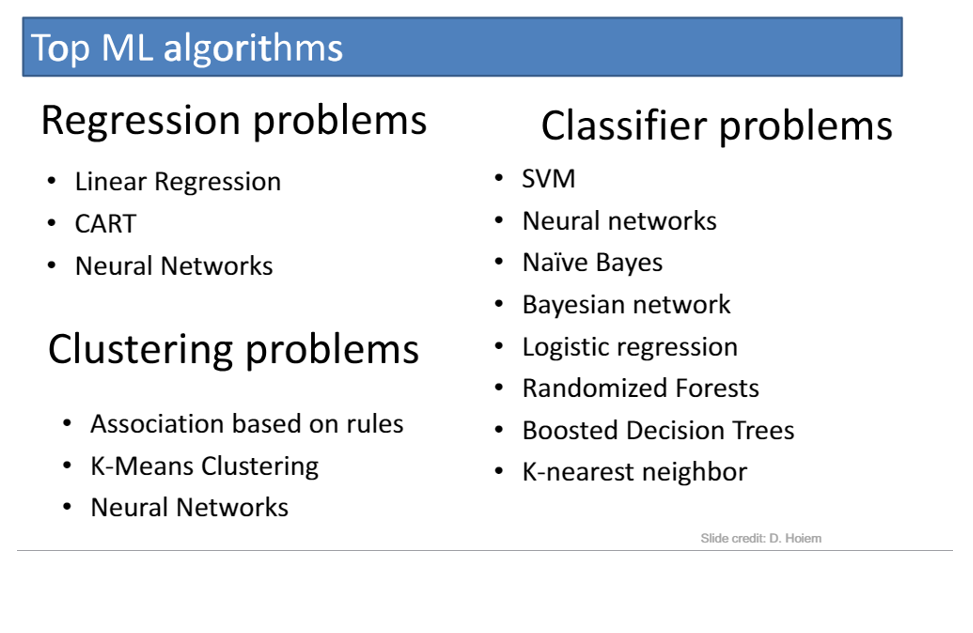 Top ML algorithms
Regression problems
• Linear Regression
• CART
• Neural Networks
Clustering problems
• Association based on rules
• K-Means Clustering
• Neural Networks
Classifier problems
• SVM
• Neural networks
• Naïve Bayes
• Bayesian network
• Logistic regression
• Randomized Forests
• Boosted Decision Trees
• K-nearest neighbor
Slide credit: D. Hoiem